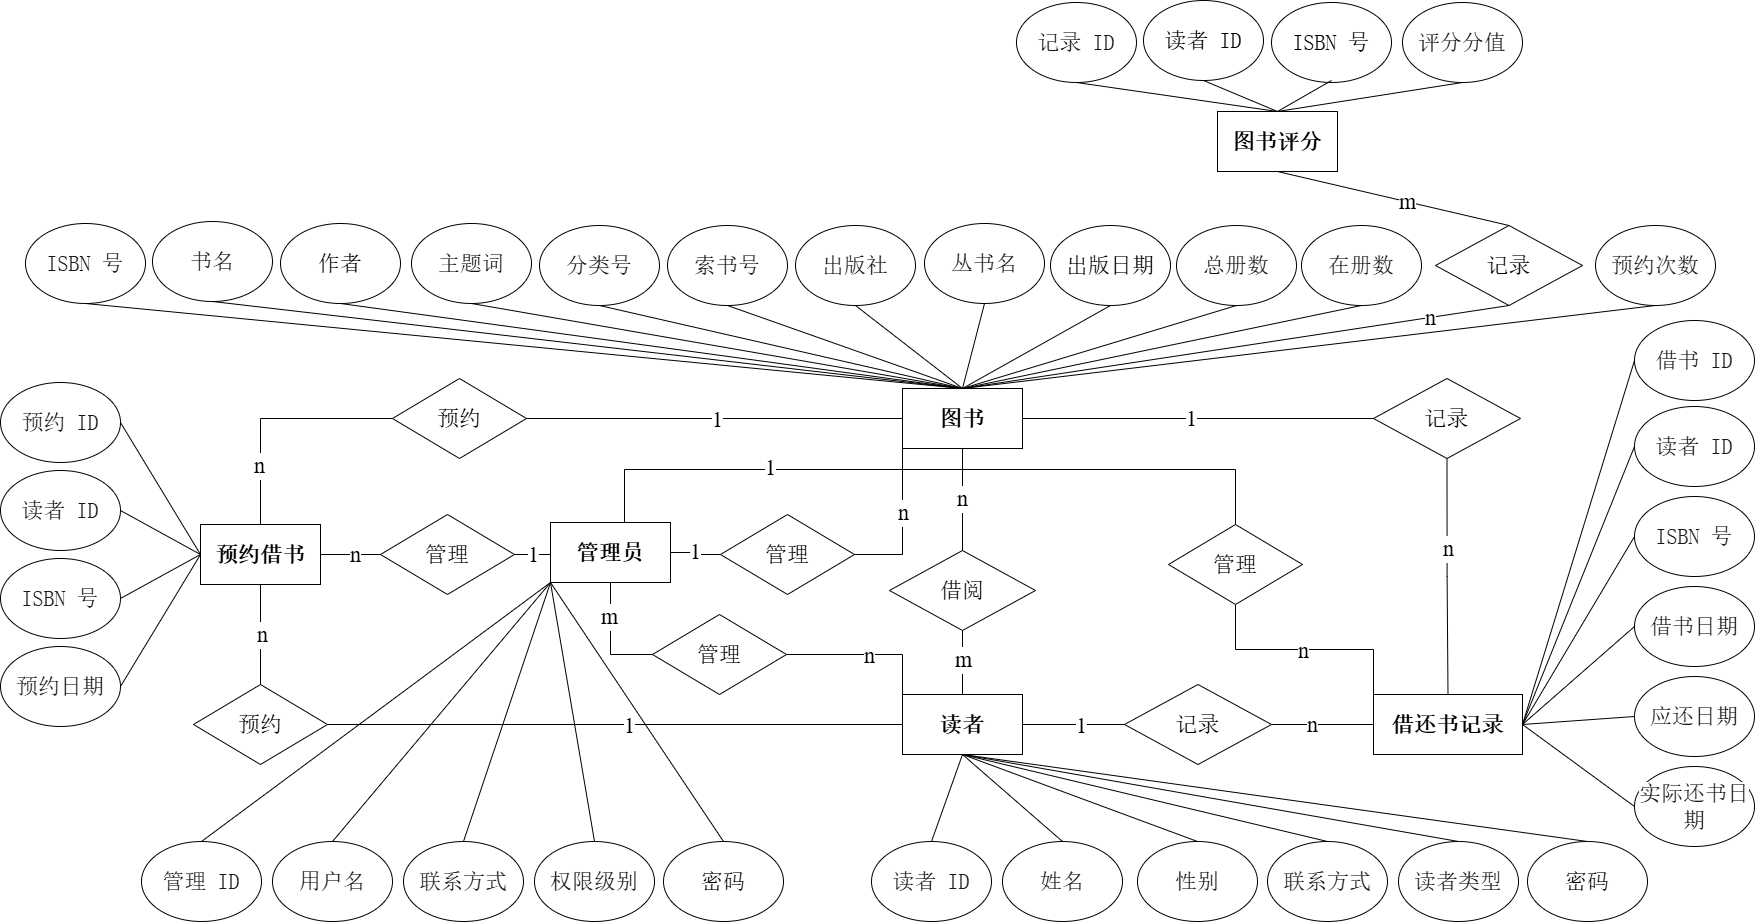 记录 ID
读者 ID
ISBN 号
评分分值
图书评分
m
ISBN 号
书名
作者
主题词
分类号
索书号
出版社
丛书名
出版日期
总册数
在册数
记录
预约次数
n
借书 ID
预约 ID
预约
1
图书
1
记录
读者 ID
n
1
n
n
读者 ID
ISBN 号
预约借书
n
管理
1
管理员
1
管理
n
管理
借阅
ISBN 号
n
m
m
借书日期
预约日期
管理
n
n
预约
1
读者
1
记录
n
借还书记录
应还日期
实际还书日
期
管理 ID
用户名
联系方式
权限级别
密码
读者 ID
姓名
性别
联系方式
读者类型
密码